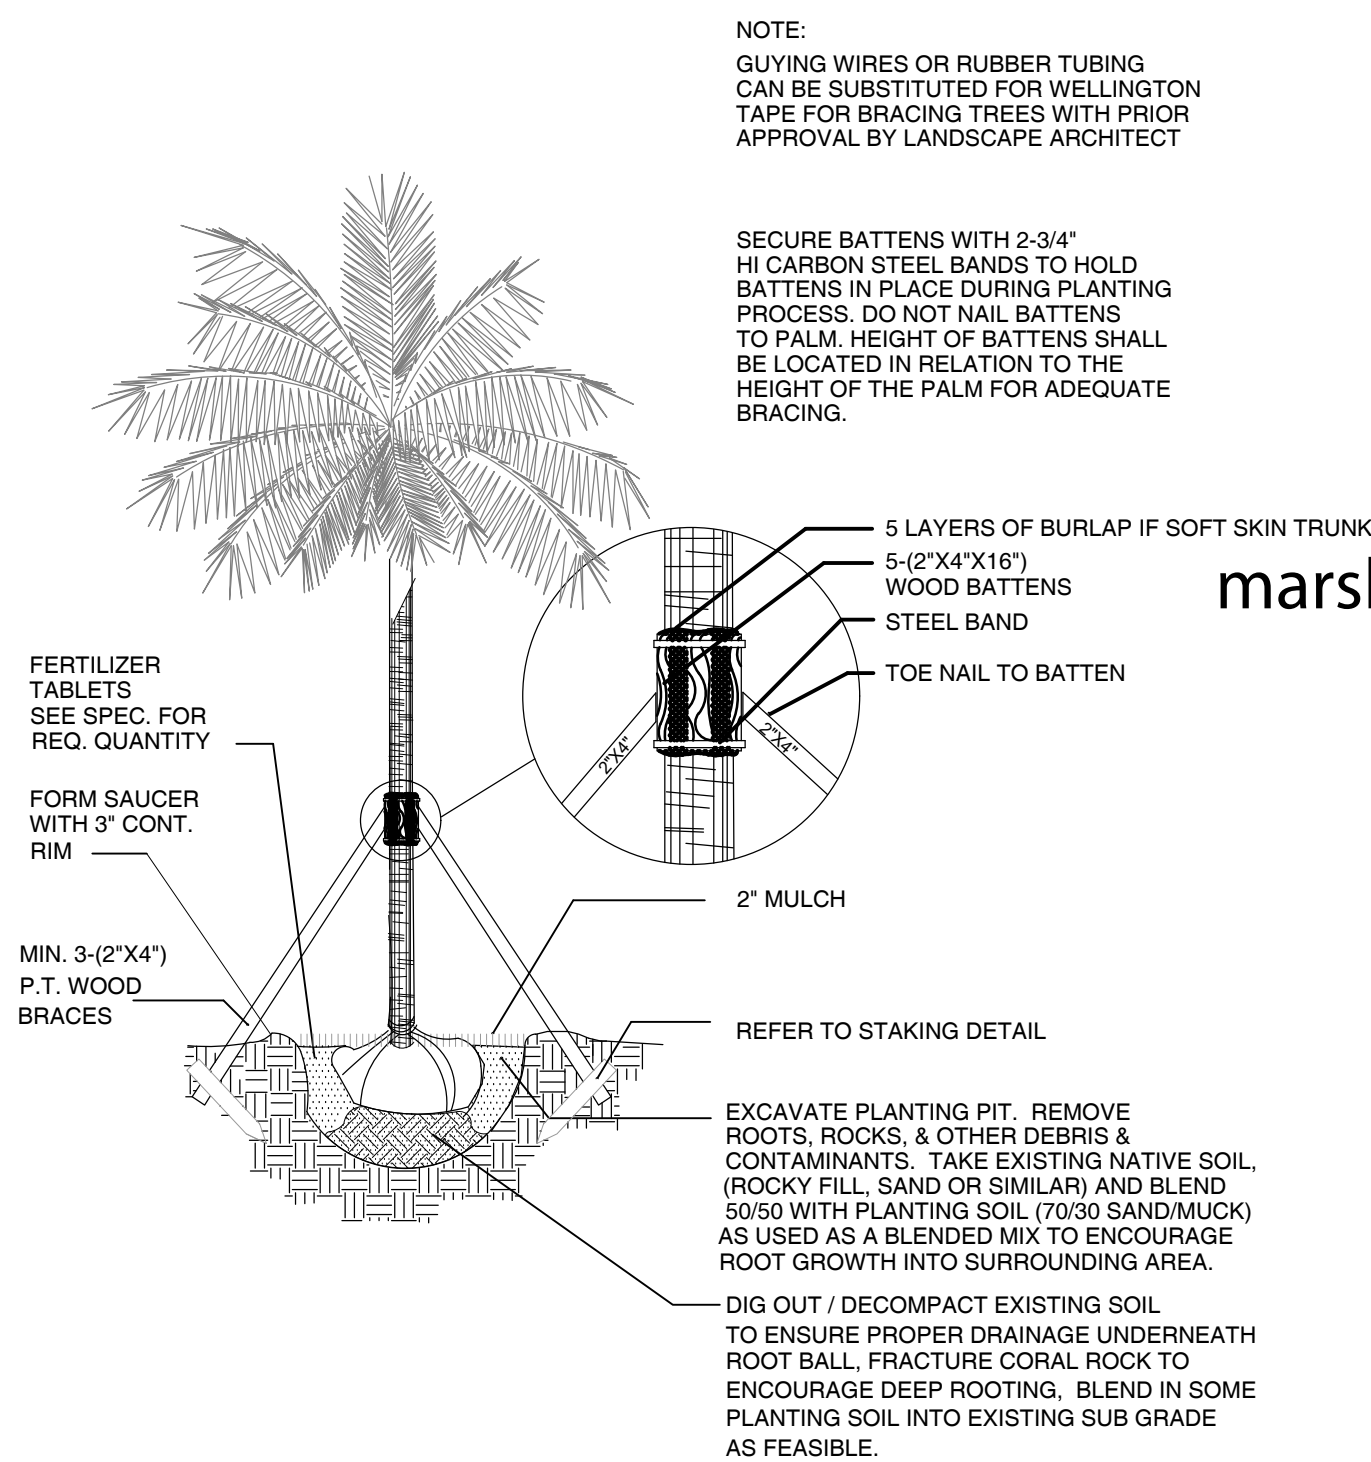 NOTE:
GUYING WIRES OR RUBBER TUBING
CAN BE SUBSTITUTED FOR WELLINGTON
TAPE FOR BRACING TREES WITH PRIOR
APPROVAL BY LANDSCAPE ARCHITECT
SECURE BATTENS WITH 2-3/4"
HI CARBON STEEL BANDS TO HOLD
BATTENS IN PLACE DURING PLANTING
PROCESS. DO NOT NAIL BATTENS
TO PALM. HEIGHT OF BATTENS SHALL
BE LOCATED IN RELATION TO THE
HEIGHT OF THE PALM FOR ADEQUATE
BRACING.
5 LAYERS OF BURLAP IF SOFT SKIN TRUNK
5-(2"X4"X16")
WOOD BATTENS
STEEL BAND
TOE NAIL TO BATTEN
2"X4"
2"X4"
FERTILIZER
TABLETS
SEE SPEC. FOR
REQ. QUANTITY
FORM SAUCER
WITH 3" CONT.
RIM
MIN. 3-(2"X4")
P.T. WOOD
BRACES
2" MULCH
REFER TO STAKING DETAIL
EXCAVATE PLANTING PIT. REMOVE
ROOTS, ROCKS, & OTHER DEBRIS &
CONTAMINANTS. TAKE EXISTING NATIVE SOIL,
(ROCKY FILL, SAND OR SIMILAR) AND BLEND
50/50 WITH PLANTING SOIL (70/30 SAND/MUCK)
AS USED AS A BLENDED MIX TO ENCOURAGE
ROOT GROWTH INTO SURROUNDING AREA.
DIG OUT / DECOMPACT EXISTING SOIL
TO ENSURE PROPER DRAINAGE UNDERNEATH
ROOT BALL, FRACTURE CORAL ROCK TO
ENCOURAGE DEEP ROOTING, BLEND IN SOME
PLANTING SOIL INTO EXISTING SUB GRADE
AS FEASIBLE.